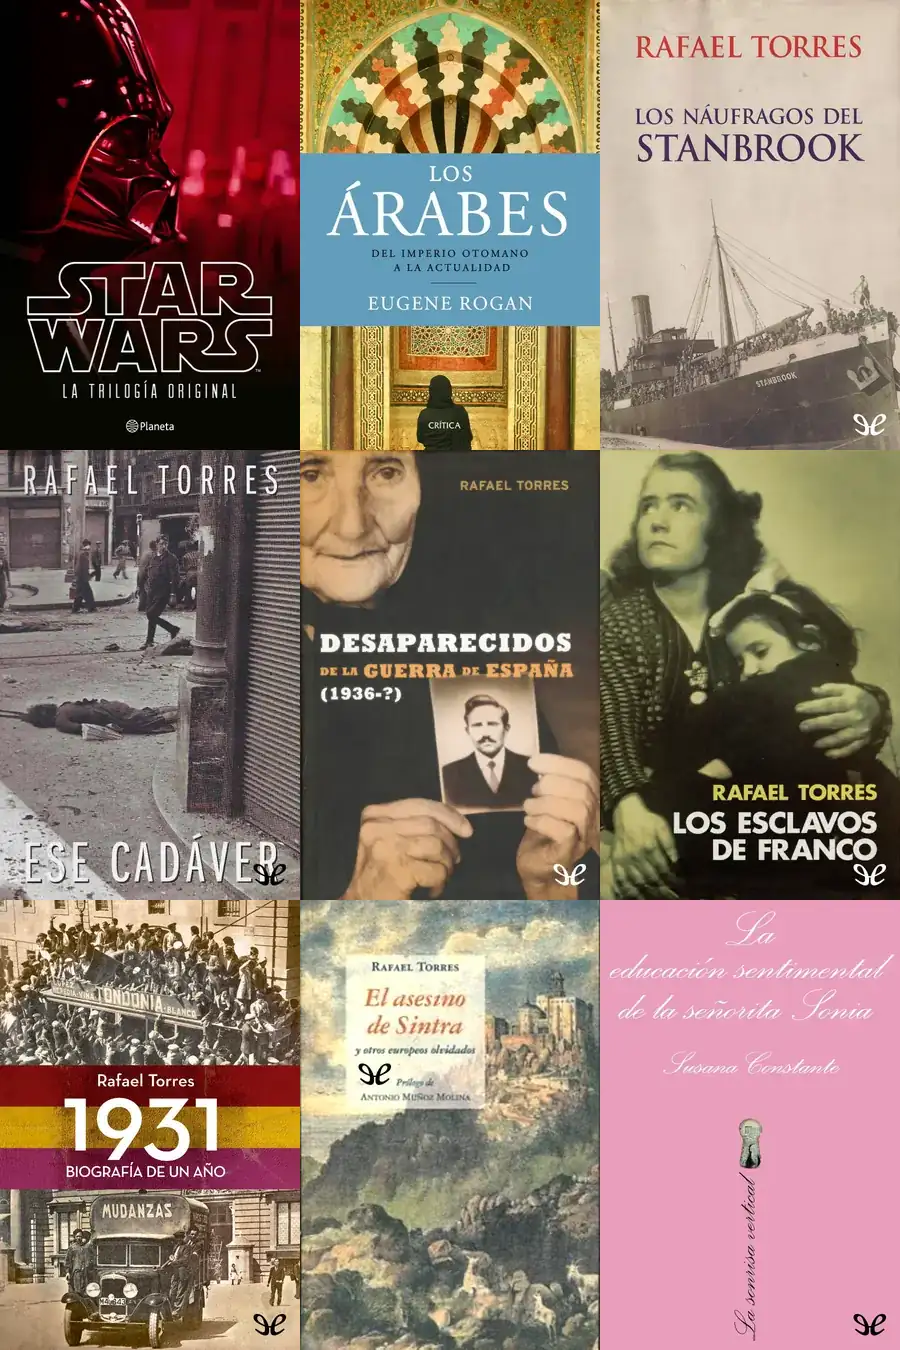 STAR
WARS
LA TRILOGÍA ORIGINAL
Planeta
LOS
ÁRABES
DEL IMPERIO OTOMANO
A LA ACTUALIDAD
EUGENE ROGAN
CRÍTICA
RAFAEL TORRES
LOS NÁUFRAGOS DEL
STANBROOK
STANBROOK
RAFAEL TORRES
ESE CADÁVER
RAFAEL TORRES
DESAPARECIDOS
DE LA GUERRA DE ESPAÑA
(1936-?)
RAFAEL TORRES
LOS ESCLAVOS
DE FRANCO
LONDONIA
Rafael Torres
1931
BIOGRAFÍA DE UN AÑO
MUDANZAS
RAFAEL TORRES
El asesino
de Sintra
y otros europeos olvidados
Prólogo de
ANTONIO MUÑOZ MOLINA
La
educación sentimental
de la señorita Sonia
Susana Constante
La sonrisa vertical